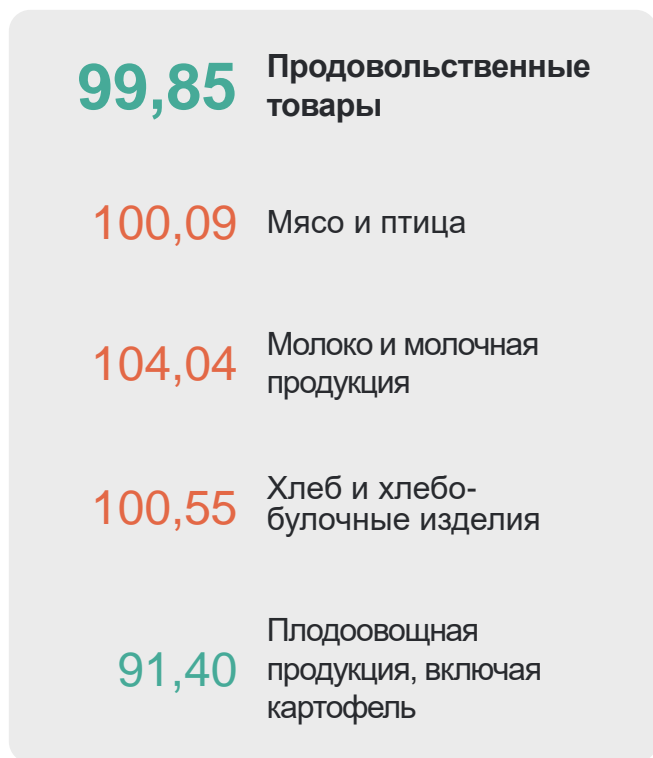 99,85 Продовольственные
товары
100,09 Мясо и птица
104,04 Молоко и молочная
продукция
100,55 Хлеб и хлебо-
булочные изделия
91,40 Плодоовощная
продукция, включая
картофель